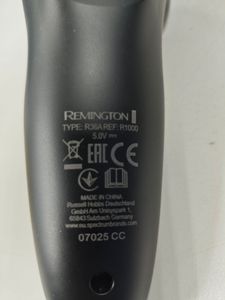 REMINGTON
TYPE: R36A REF: R1000
5.0V
EAC CE
MADE IN CHINA
Russell Hobbs Deutschland
GmbH Am Unisyspark 1,
65843 Sulzbach Germany
www.eu.spectrumbrands.com
07025 CC